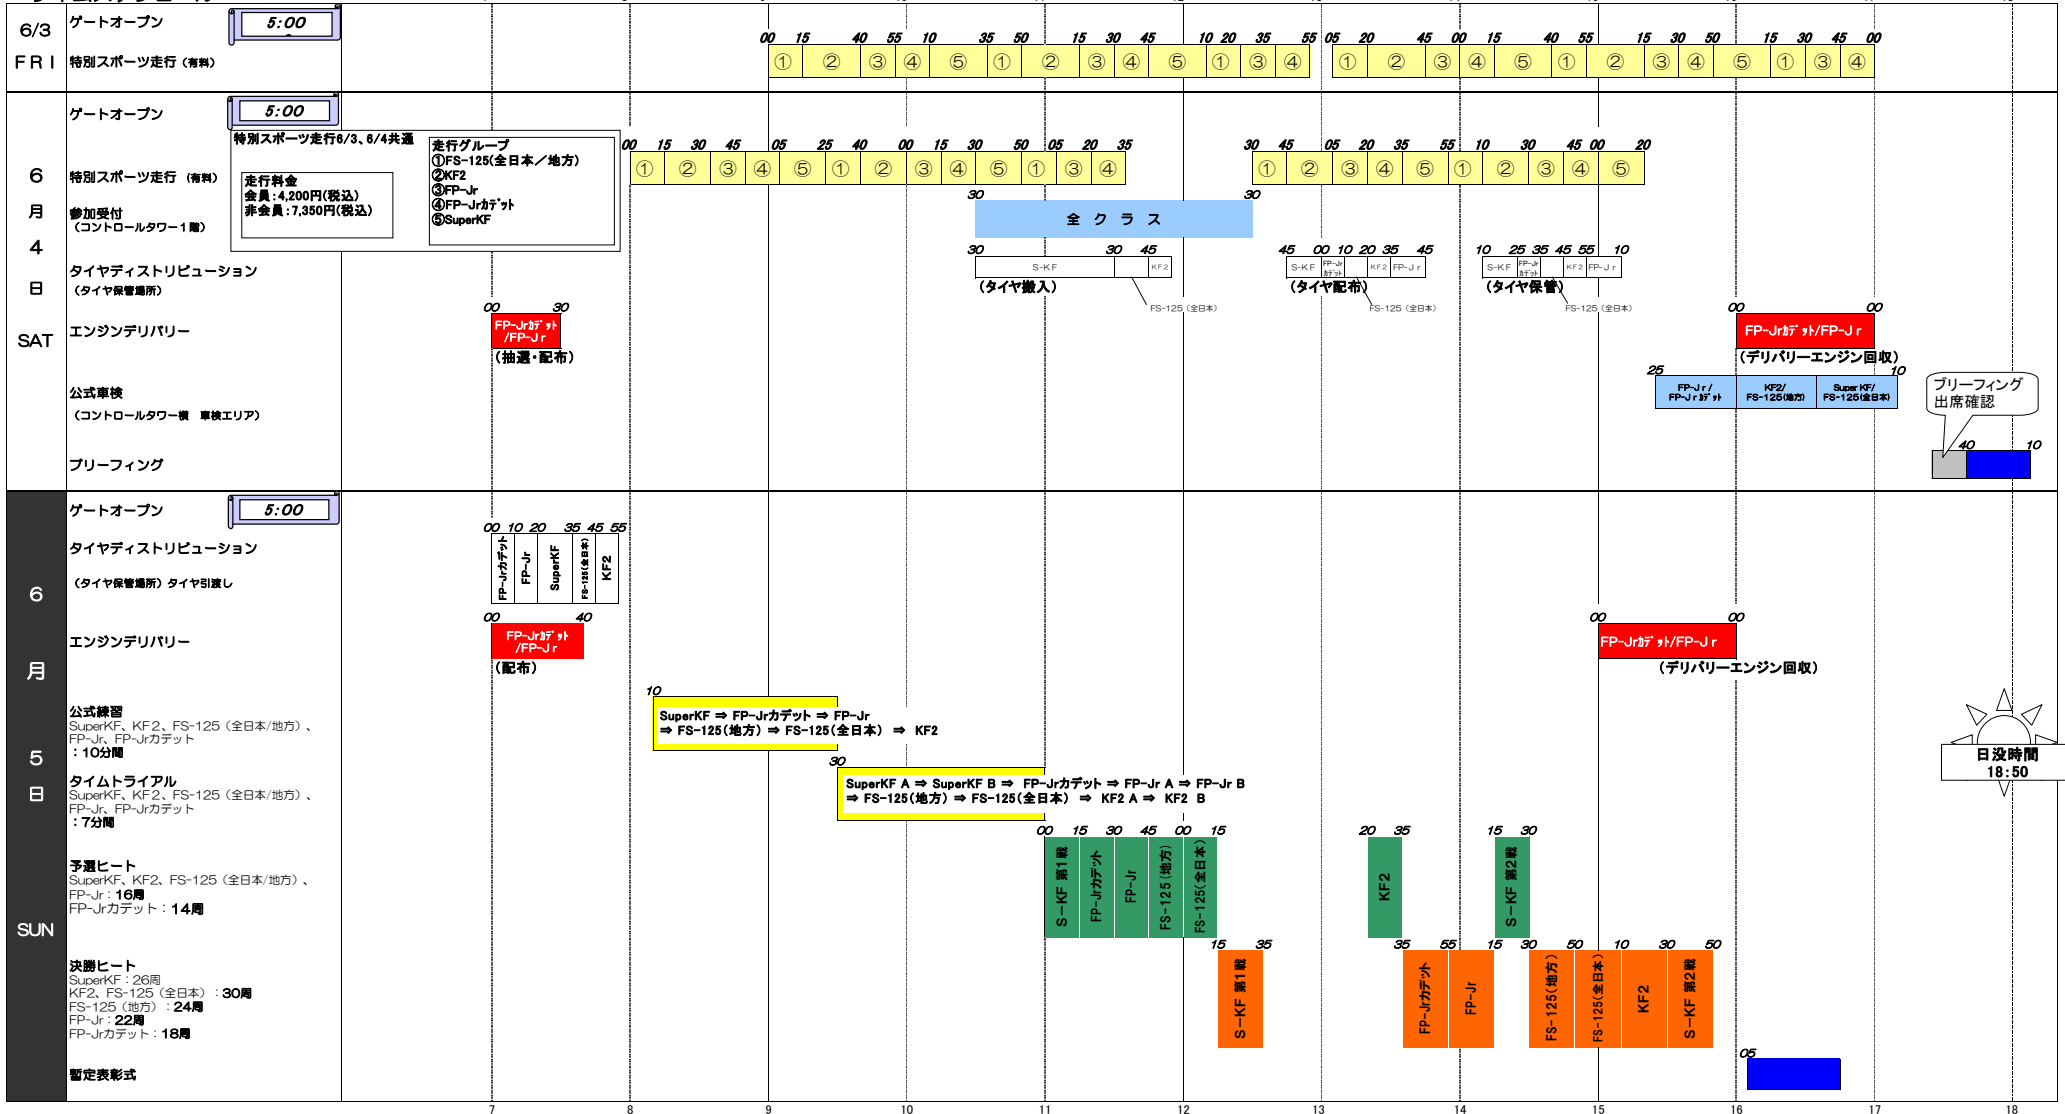 6/3
FRI
ゲートオープン
5:00
特別スポーツ走行（有料）
00 15 40 55 10 35 50 15 30 45 10 20 35 55 05 20 45 00 15 40 55 15 30 50 15 30 45 00
① ② ③ ④ ⑤ ① ② ③ ④ ⑤ ① ③ ④ ① ② ③ ④ ⑤ ① ② ③ ④ ⑤ ① ③ ④
6
月
4
日
SAT
ゲートオープン
5:00
特別スポーツ走行6/3、6/4共通
走行料金
会員：4,200円(税込)
非会員：7,350円(税込)
走行グループ
①FS-125(全日本／地方)
②KF2
③FP-Jr
④FP-Jrｶﾃﾞｯﾄ
⑤SuperKF
特別スポーツ走行 （有料）
00 15 30 45 05 25 40 00 15 30 50 05 20 35 30 45 05 20 35 55 10 30 45 00 20
① ② ③ ④ ⑤ ① ② ③ ④ ⑤ ① ③ ④ ① ② ③ ④ ⑤ ① ② ③ ④ ⑤
参加受付
（コントロールタワー１階）
30 30
全 ク ラ ス
タイヤディストリビューション
（タイヤ保管場所）
30 30 45
S-KF KF2
（タイヤ搬入）
FS-125（全日本）
45 00 10 20 35 45
S-KF FP-Jr ｶﾃﾞｯﾄ KF2 FP-Jr
（タイヤ配布）
FS-125（全日本）
10 25 35 45 55 10
S-KF FP-Jr ｶﾃﾞｯﾄ KF2 FP-Jr
（タイヤ保管）
FS-125（全日本）
エンジンデリバリー
00 30
FP-Jrｶﾃﾞｯﾄ
/FP-Jr
（抽選・配布）
00 00
FP-Jrｶﾃﾞｯﾄ/FP-Jr
（デリバリーエンジン回収）
公式車検
（コントロールタワー横 車検エリア）
25 10
FP-Jr/
FP-Jrｶﾃﾞｯﾄ
KF2/
FS-125(地方)
Super KF/
FS-125(全日本)
ブリーフィング
出席確認
ブリーフィング
40 10
6
月
5
日
SUN
ゲートオープン
5:00
タイヤディストリビューション
（タイヤ保管場所）タイヤ引渡し
00 10 20 35 45 55
FP-Jrカデット
FP-Jr
SuperKF
FS-125(全日本)
KF2
エンジンデリバリー
00 40
FP-Jrｶﾃﾞｯﾄ
/FP-Jr
（配布）
00 00
FP-Jrｶﾃﾞｯﾄ/FP-Jr
（デリバリーエンジン回収）
公式練習
SuperKF、KF2、FS-125（全日本/地方）、
FP-Jr、FP-Jrカデット
：10分間
10
SuperKF ⇒ FP-Jrカデット ⇒ FP-Jr
⇒ FS-125(地方) ⇒ FS-125(全日本) ⇒ KF2
日没時間
18:50
タイムトライアル
SuperKF、KF2、FS-125（全日本/地方）、
FP-Jr、FP-Jrカデット
：7分間
30
SuperKF A ⇒ SuperKF B ⇒ FP-Jrカデット ⇒ FP-Jr A ⇒ FP-Jr B
⇒ FS-125(地方) ⇒ FS-125(全日本) ⇒ KF2 A ⇒ KF2 B
予選ヒート
SuperKF、KF2、FS-125（全日本/地方）、
FP-Jr：16周
FP-Jrカデット：14周
00 15 30 45 00 15 20 35 15 30
S－KF 第1戦
FP-Jrカデット
FP-Jr
FS-125(地方)
FS-125(全日本)
KF2
S－KF 第2戦
決勝ヒート
SuperKF：26周
KF2、FS-125（全日本）：30周
FS-125（地方）：24周
FP-Jr：22周
FP-Jrカデット：18周
15 35 35 55 15 30 50 10 30 50
S－KF 第1戦
FP-Jrカデット
FP-Jr
FS-125(地方)
FS-125(全日本)
KF2
S－KF 第2戦
暫定表彰式
05
7 8 9 10 11 12 13 14 15 16 17 18